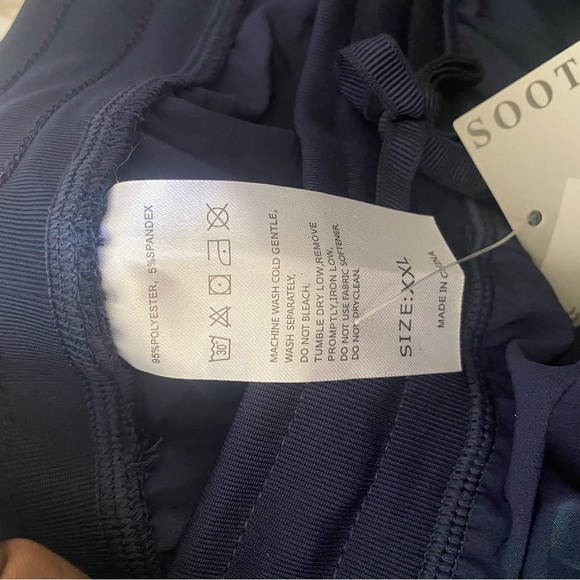 95%POLYESTER, 5%SPANDEX
30°
MACHINE WASH COLD GENTLE,
WASH SEPARATELY,
DO NOT BLEACH,
TUMBLE DRY LOW,REMOVE
PROMPTLY,IRON LOW,
DO NOT USE FABRIC SOFTENER.
DO NOT DRYCLEAN.
SIZE:XXL
MADE IN CHINA
SOOT